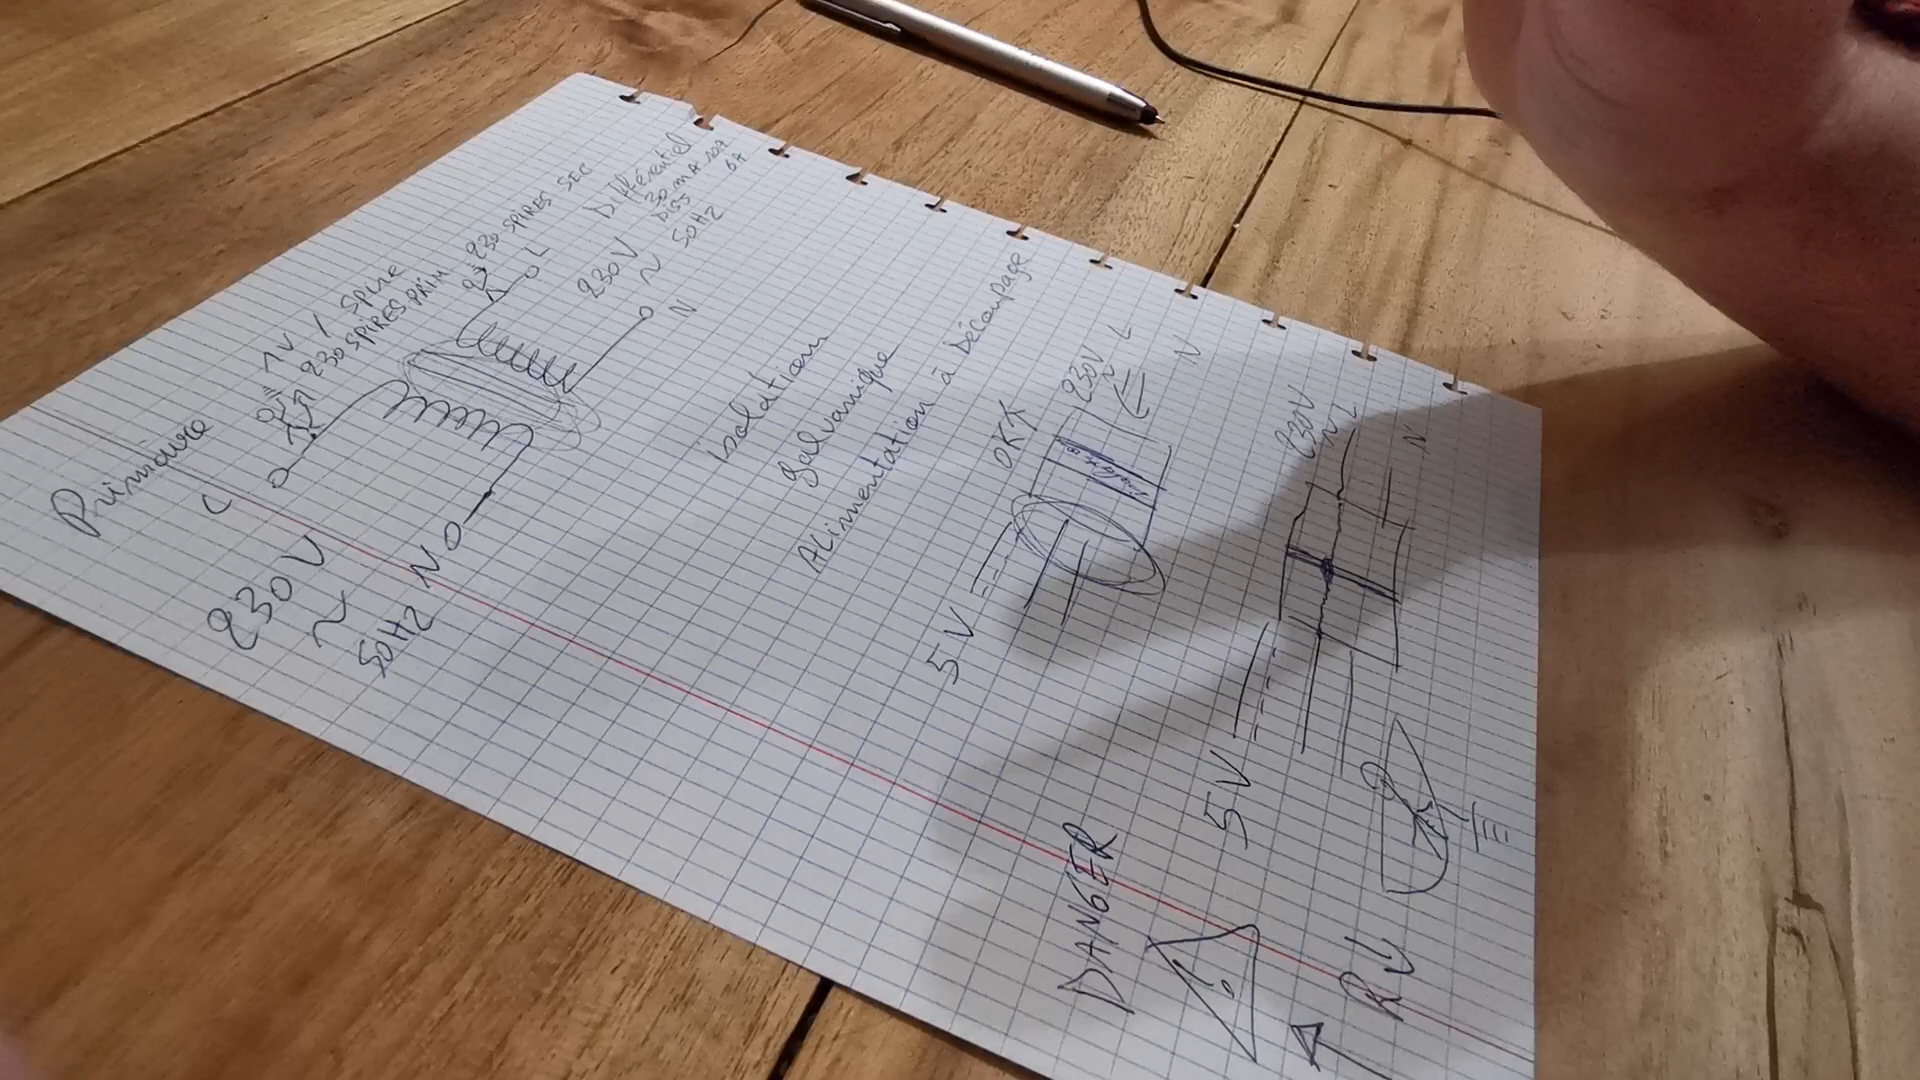 Primaire
1V / Spire
230 SPIRES PRIM
230 SPIRES SEC
Différentiel
30 mA
50HZ
L
230V
~
50HZ
N
L
230V
~
N
isolation
galvanique
Alimentation à Découpage
5V
230V
~
L
N
5V
230V
~
L
N
DANGER
!